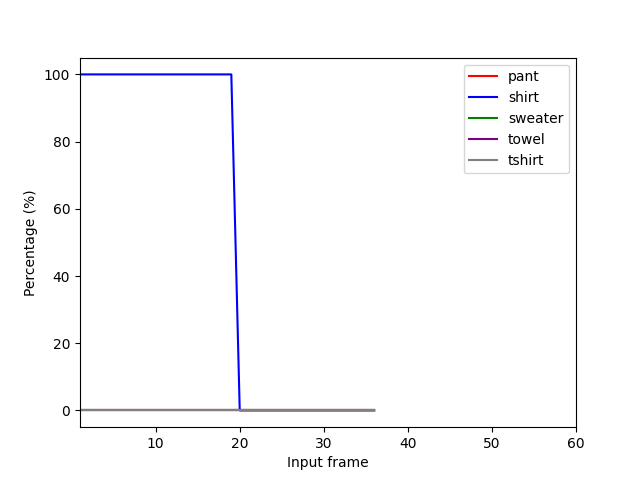 pant
shirt
sweater
towel
tshirt
100
80
60
40
20
0
Percentage (%)
10 20 30 40 50 60
Input frame